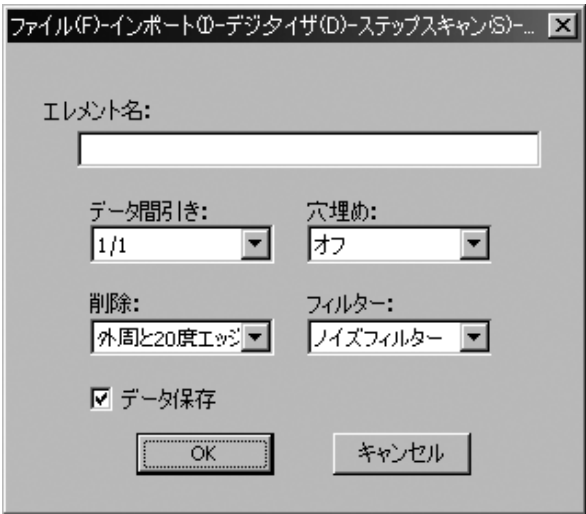 ファイル(F)-インポート(I)-デジタイザ(D)-ステップスキャン(S)-...
エレメント名:
データ間引き: 穴埋め:
1/1 オフ
削除: フィルター:
外周と20度エッジ ノイズフィルター
データ保存
OK キャンセル